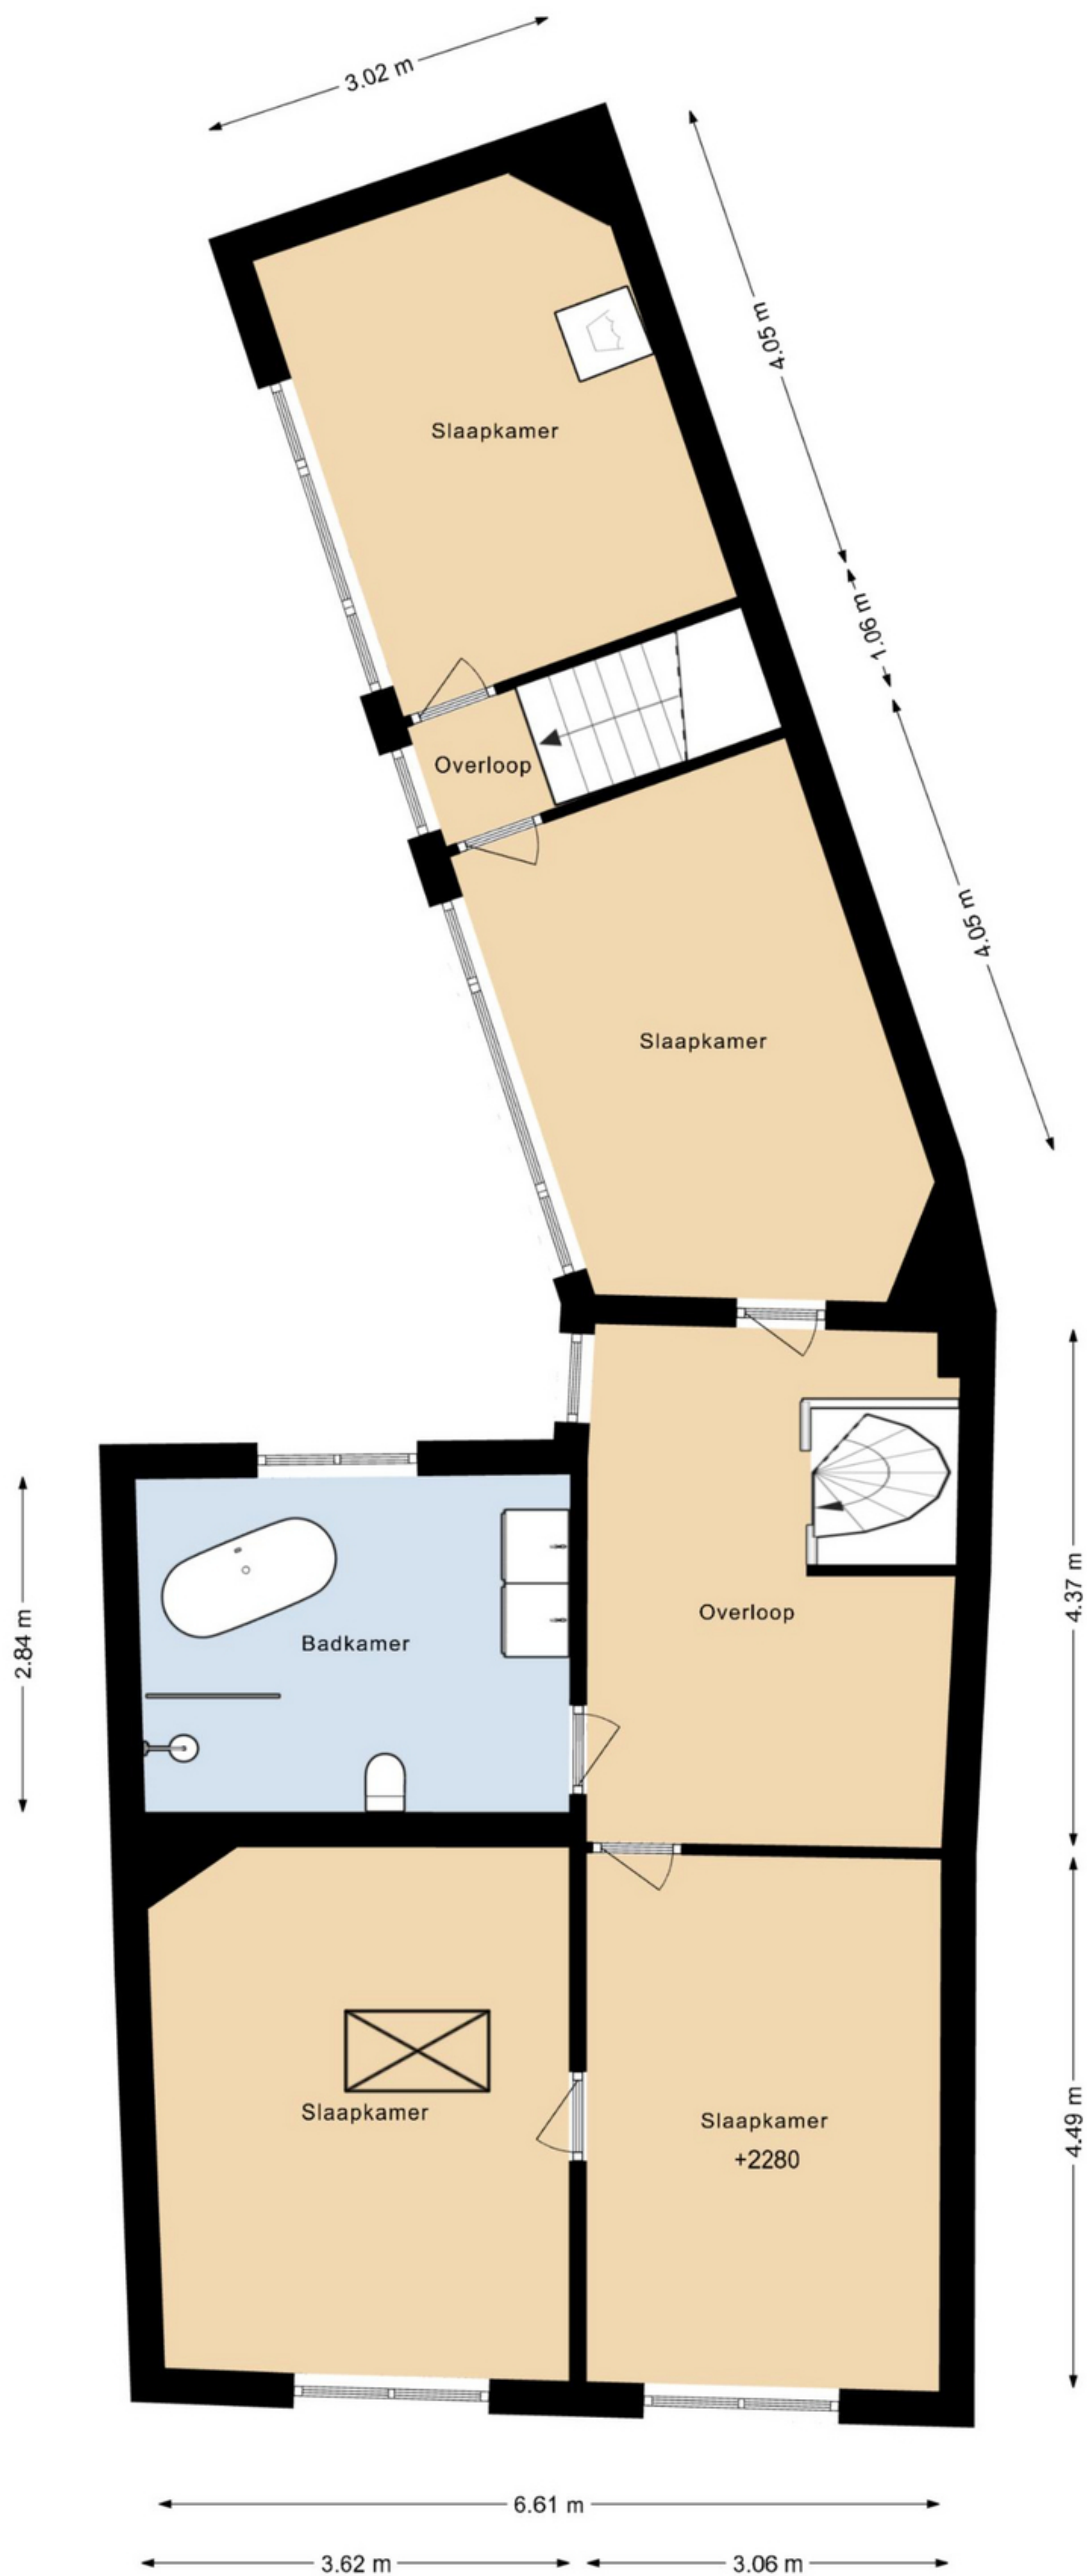 3.02 m
4.05 m
Slaapkamer
1.06 m
Overloop
4.05 m
Slaapkamer
4.37 m
2.84 m
Overloop
Badkamer
4.49 m
Slaapkamer
Slaapkamer
+2280
6.61 m
3.62 m
3.06 m